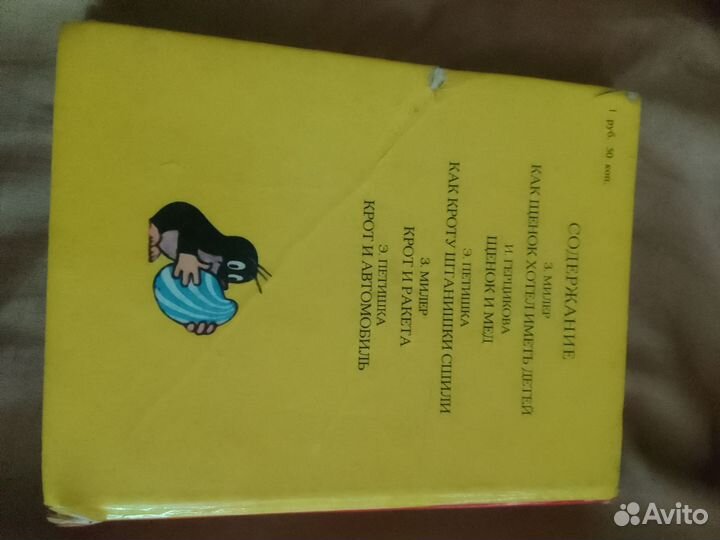 1 руб. 50 коп.
СОДЕРЖАНИЕ
З. МИЛЕР
КАК ЩЕНОК ХОТЕЛ ИМЕТЬ ДЕТЕЙ
И. ГЕРЦИКОВА
ЩЕНОК И МЕД
Э. ПЕТИШКА
КАК КРОТУ ШТАНИШКИ СШИЛИ
З. МИЛЕР
КРОТ И РАКЕТА
Э. ПЕТИШКА
КРОТ И АВТОМОБИЛЬ
Avito